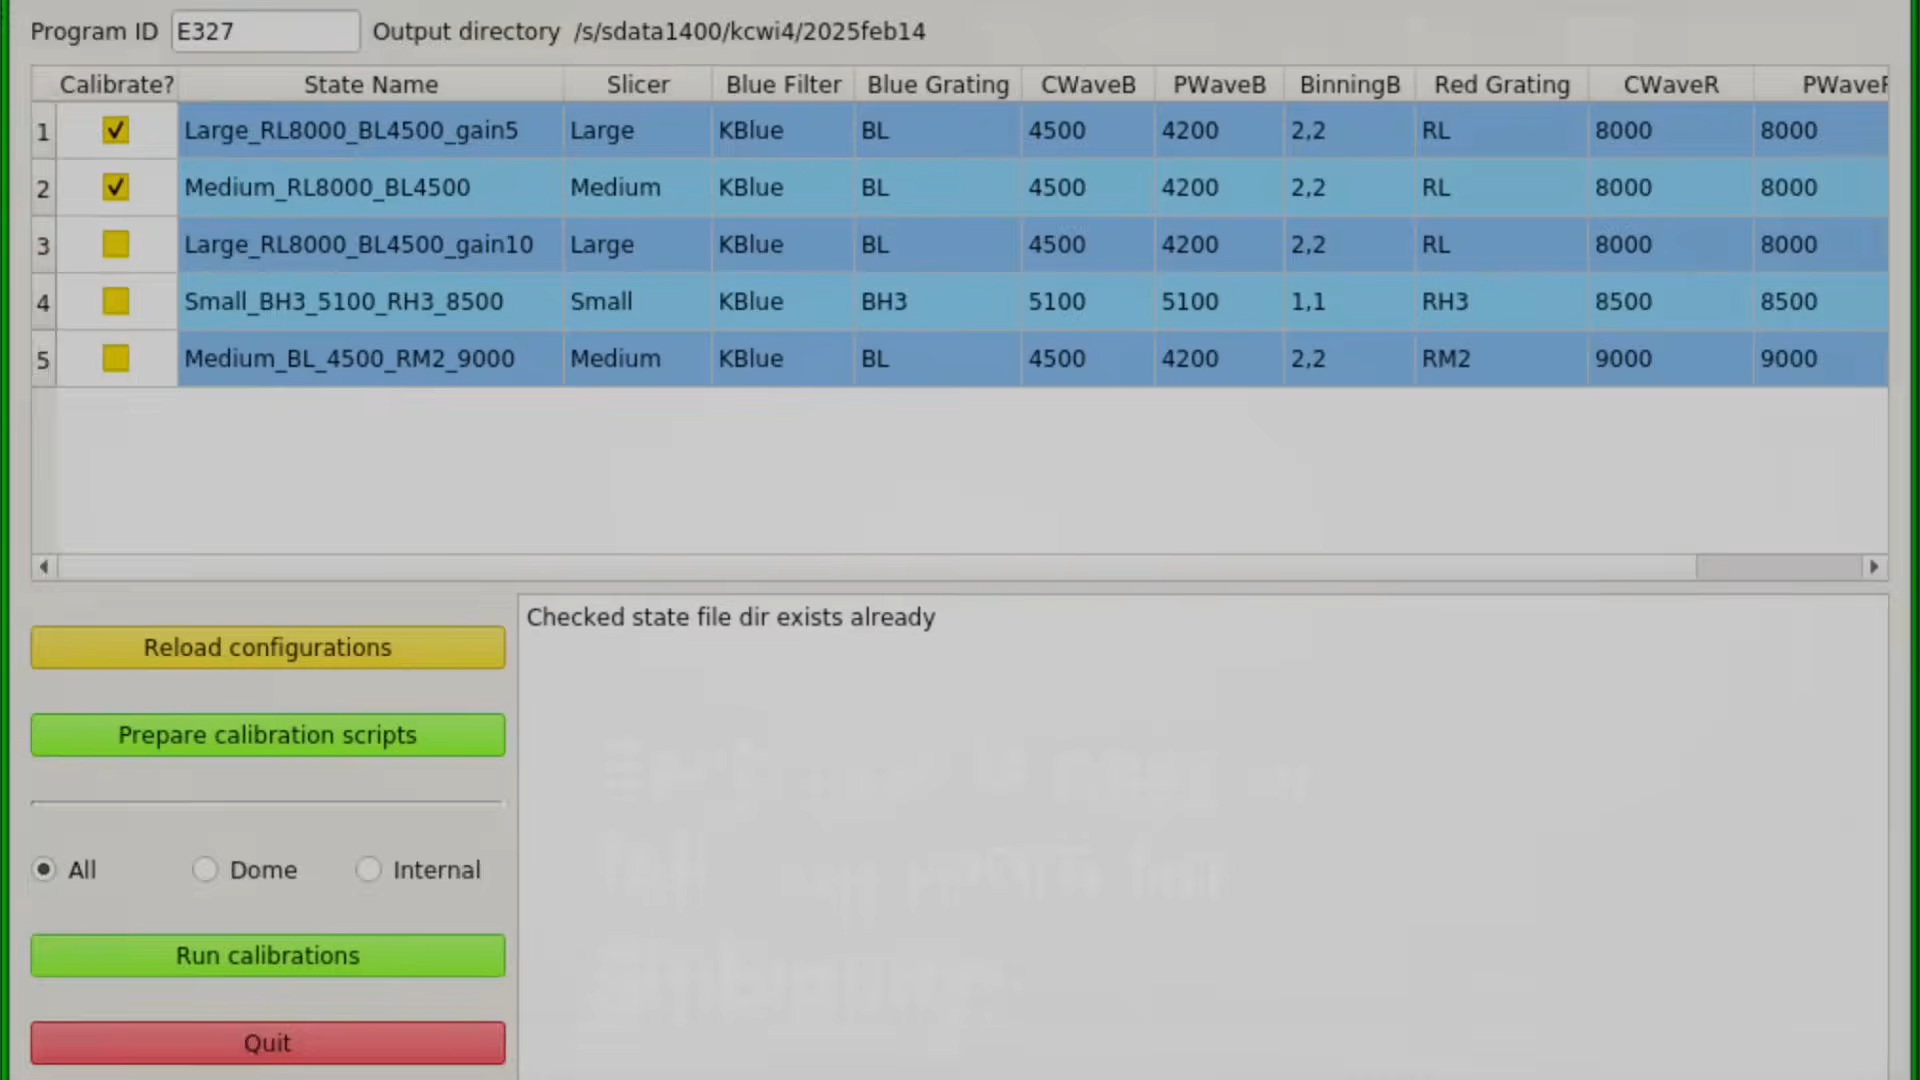 Program ID E327 Output directory /s/sdata1400/kcwi4/2025feb14
Calibrate? State Name Slicer Blue Filter Blue Grating CWaveB PWaveB BinningB Red Grating CWaveR
1 Large_RL8000_BL4500_gain5 Large KBlue BL 4500 4200 2,2 RL 8000 8000
2 Medium_RL8000_BL4500 Medium KBlue BL 4500 4200 2,2 RL 8000 8000
3 Large_RL8000_BL4500_gain10 Large KBlue BL 4500 4200 2,2 RL 8000 8000
4 Small_BH3_5100_RH3_8500 Small KBlue BH3 5100 5100 1,1 RH3 8500 8500
5 Medium_BL_4500_RM2_9000 Medium KBlue BL 4500 4200 2,2 RM2 9000 9000
Checked state file dir exists already
Reload configurations
Prepare calibration scripts
All Dome Internal
Run calibrations
Quit